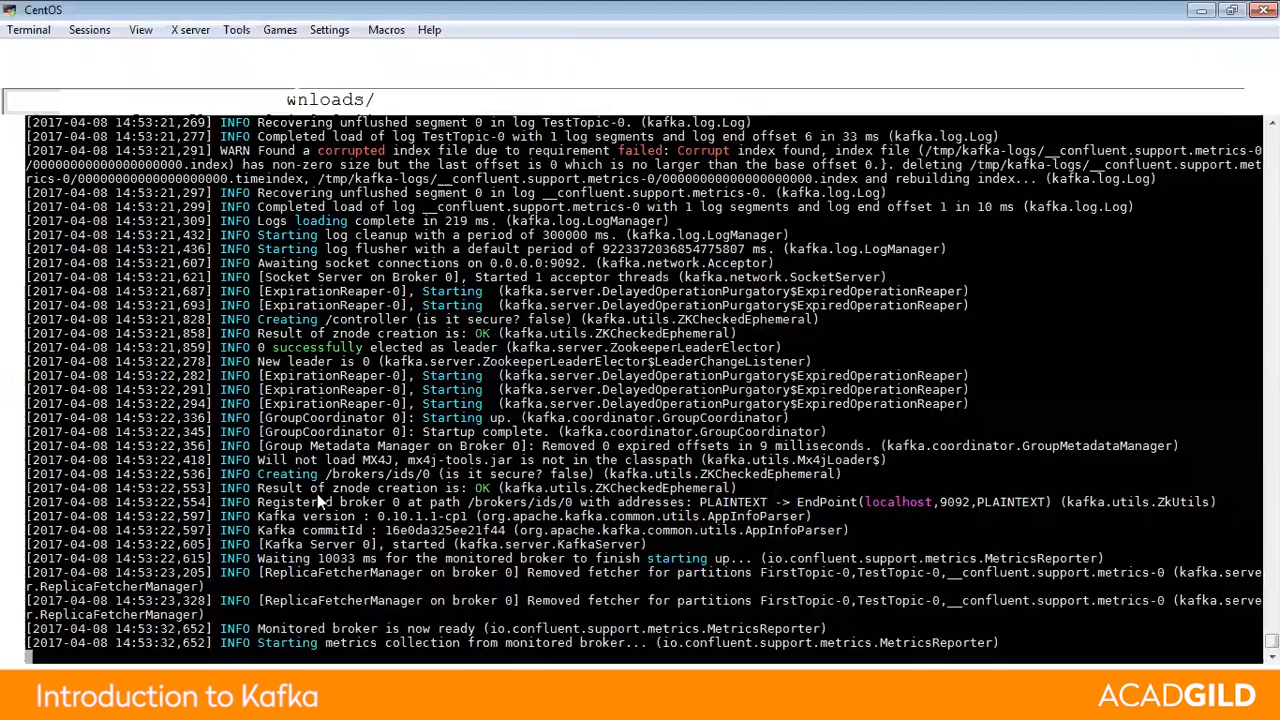 CentOS
Terminal Sessions View X server Tools Games Settings Macros Help
wnloads/
[2017-04-08 14:53:21,269] INFO Recovering unflushed segment 0 in log TestTopic-0. (kafka.log.Log)
[2017-04-08 14:53:21,277] INFO Completed load of log TestTopic-0 with 1 log segments and log end offset 6 in 33 ms (kafka.log.Log)
[2017-04-08 14:53:21,291] WARN Found a corrupted index file due to requirement failed: Corrupt index found, index file (/tmp/kafka-logs/__confluent.support.metrics-0
/00000000000000000000.index) has non-zero size but the last offset is 0 which is no larger than the base offset 0.}. deleting /tmp/kafka-logs/__confluent.support.met
rics-0/00000000000000000000.timeindex, /tmp/kafka-logs/__confluent.support.metrics-0/00000000000000000000.index and rebuilding index... (kafka.log.Log)
[2017-04-08 14:53:21,297] INFO Recovering unflushed segment 0 in log __confluent.support.metrics-0. (kafka.log.Log)
[2017-04-08 14:53:21,299] INFO Completed load of log __confluent.support.metrics-0 with 1 log segments and log end offset 1 in 10 ms (kafka.log.Log)
[2017-04-08 14:53:21,309] INFO Logs loading complete in 219 ms. (kafka.log.LogManager)
[2017-04-08 14:53:21,432] INFO Starting log cleanup with a period of 300000 ms. (kafka.log.LogManager)
[2017-04-08 14:53:21,436] INFO Starting log flusher with a default period of 9223372036854775807 ms. (kafka.log.LogManager)
[2017-04-08 14:53:21,607] INFO Awaiting socket connections on 0.0.0.0:9092. (kafka.network.Acceptor)
[2017-04-08 14:53:21,621] INFO [Socket Server on Broker 0], Started 1 acceptor threads (kafka.network.SocketServer)
[2017-04-08 14:53:21,687] INFO [ExpirationReaper-0], Starting  (kafka.server.DelayedOperationPurgatory$ExpiredOperationReaper)
[2017-04-08 14:53:21,693] INFO [ExpirationReaper-0], Starting  (kafka.server.DelayedOperationPurgatory$ExpiredOperationReaper)
[2017-04-08 14:53:21,828] INFO Creating /controller (is it secure? false) (kafka.utils.ZKCheckedEphemeral)
[2017-04-08 14:53:21,858] INFO Result of znode creation is: OK (kafka.utils.ZKCheckedEphemeral)
[2017-04-08 14:53:21,859] INFO 0 successfully elected as leader (kafka.server.ZookeeperLeaderElector)
[2017-04-08 14:53:22,278] INFO New leader is 0 (kafka.server.ZookeeperLeaderElector$LeaderChangeListener)
[2017-04-08 14:53:22,282] INFO [ExpirationReaper-0], Starting  (kafka.server.DelayedOperationPurgatory$ExpiredOperationReaper)
[2017-04-08 14:53:22,291] INFO [ExpirationReaper-0], Starting  (kafka.server.DelayedOperationPurgatory$ExpiredOperationReaper)
[2017-04-08 14:53:22,294] INFO [ExpirationReaper-0], Starting  (kafka.server.DelayedOperationPurgatory$ExpiredOperationReaper)
[2017-04-08 14:53:22,336] INFO [GroupCoordinator 0]: Starting up. (kafka.coordinator.GroupCoordinator)
[2017-04-08 14:53:22,345] INFO [GroupCoordinator 0]: Startup complete. (kafka.coordinator.GroupCoordinator)
[2017-04-08 14:53:22,356] INFO [Group Metadata Manager on Broker 0]: Removed 0 expired offsets in 9 milliseconds. (kafka.coordinator.GroupMetadataManager)
[2017-04-08 14:53:22,418] INFO Will not load MX4J, mx4j-tools.jar is not in the classpath (kafka.utils.Mx4jLoader$)
[2017-04-08 14:53:22,536] INFO Creating /brokers/ids/0 (is it secure? false) (kafka.utils.ZKCheckedEphemeral)
[2017-04-08 14:53:22,553] INFO Result of znode creation is: OK (kafka.utils.ZKCheckedEphemeral)
[2017-04-08 14:53:22,554] INFO Registered broker 0 at path /brokers/ids/0 with addresses: PLAINTEXT -> EndPoint(localhost,9092,PLAINTEXT) (kafka.utils.ZkUtils)
[2017-04-08 14:53:22,597] INFO Kafka version : 0.10.1.1-cp1 (org.apache.kafka.common.utils.AppInfoParser)
[2017-04-08 14:53:22,597] INFO Kafka commitId : 16e0da325ee21f44 (org.apache.kafka.common.utils.AppInfoParser)
[2017-04-08 14:53:22,605] INFO [Kafka Server 0], started (kafka.server.KafkaServer)
[2017-04-08 14:53:22,615] INFO Waiting 10033 ms for the monitored broker to finish starting up... (io.confluent.support.metrics.MetricsReporter)
[2017-04-08 14:53:23,205] INFO [ReplicaFetcherManager on broker 0] Removed fetcher for partitions FirstTopic-0,TestTopic-0,__confluent.support.metrics-0 (kafka.serve
r.ReplicaFetcherManager)
[2017-04-08 14:53:23,328] INFO [ReplicaFetcherManager on broker 0] Removed fetcher for partitions FirstTopic-0,TestTopic-0,__confluent.support.metrics-0 (kafka.serve
r.ReplicaFetcherManager)
[2017-04-08 14:53:32,652] INFO Monitored broker is now ready (io.confluent.support.metrics.MetricsReporter)
[2017-04-08 14:53:32,652] INFO Starting metrics collection from monitored broker... (io.confluent.support.metrics.MetricsReporter)
Introduction to Kafka
ACADGILD